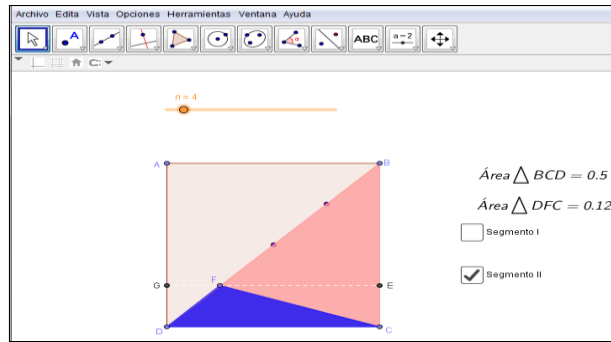 Archivo Edita Vista Opciones Herramientas Ventana Ayuda
A ABC a=2
n = 4
A B
Área △ BCD = 0.5
Área △ DFC = 0.12
Segmento I
Segmento II
F
G E
D C